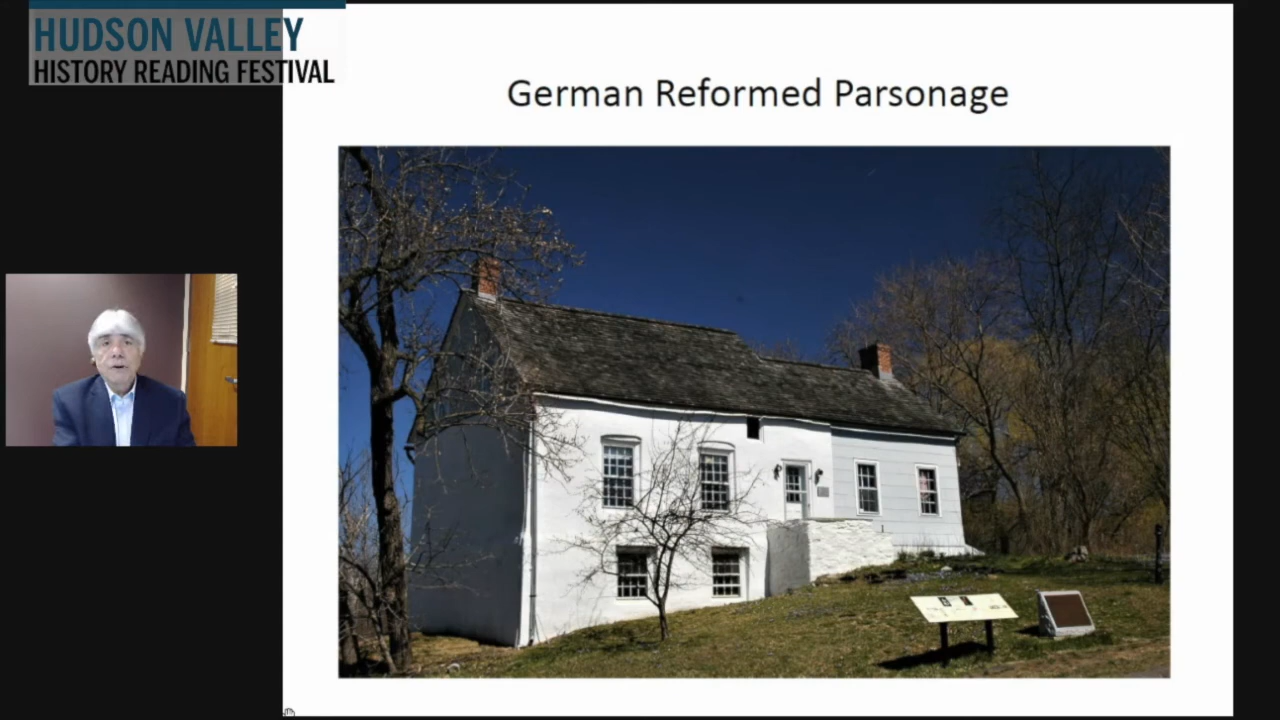 HUDSON VALLEY
HISTORY READING FESTIVAL
German Reformed Parsonage